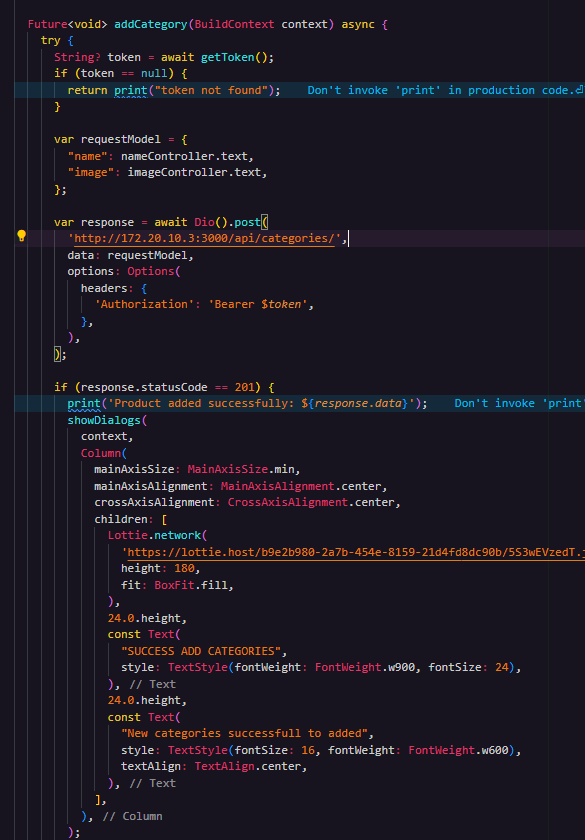 Future<void> addCategory(BuildContext context) async {
try {
String? token = await getToken();
if (token == null) {
return print("token not found");    Don't invoke 'print' in production code.
}
var requestModel = {
"name": nameController.text,
"image": imageController.text,
};
var response = await Dio().post(
'http://172.20.10.3:3000/api/categories/',
data: requestModel,
options: Options(
headers: {
'Authorization': 'Bearer $token',
},
),
);
if (response.statusCode == 201) {
print('Product added successfully: ${response.data}');    Don't invoke 'print'
showDialogs(
context,
Column(
mainAxisSize: MainAxisSize.min,
mainAxisAlignment: MainAxisAlignment.center,
crossAxisAlignment: CrossAxisAlignment.center,
children: [
Lottie.network(
'https://lottie.host/b9e2b980-2a7b-454e-8159-21d4fd8dc90b/5S3wEVzedT.
height: 180,
fit: BoxFit.fill,
),
24.0.height,
const Text(
"SUCCESS ADD CATEGORIES",
style: TextStyle(fontWeight: FontWeight.w900, fontSize: 24),
), // Text
24.0.height,
const Text(
"New categories successfull to added",
style: TextStyle(fontSize: 16, fontWeight: FontWeight.w600),
textAlign: TextAlign.center,
), // Text
],
), // Column
);